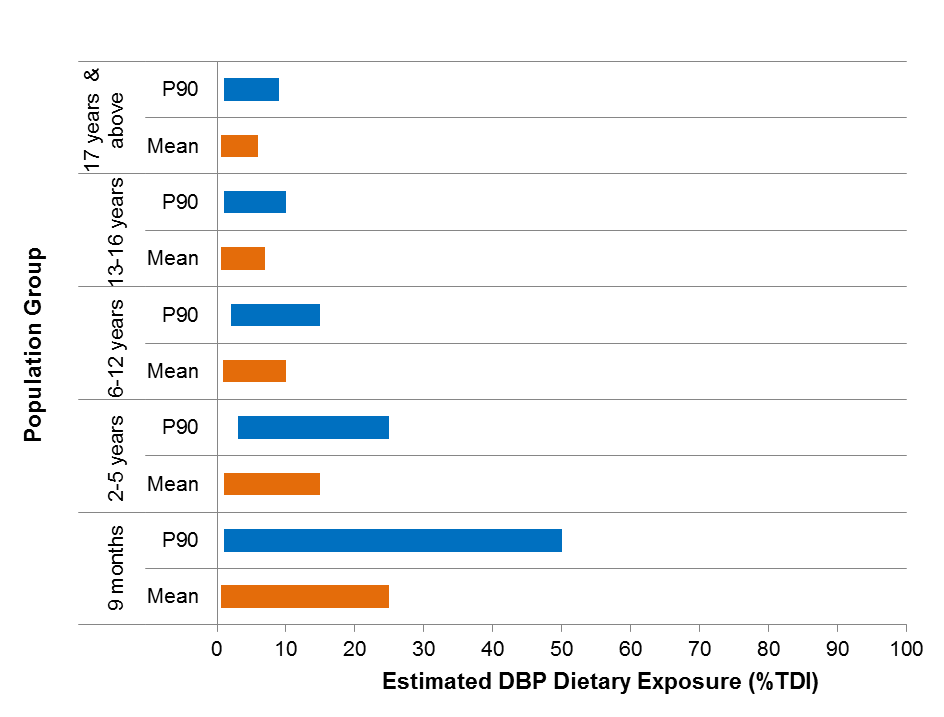 Population Group
17 years &
above
P90
Mean
13-16 years
P90
Mean
6-12 years
P90
Mean
2-5 years
P90
Mean
9 months
P90
Mean
0 10 20 30 40 50 60 70 80 90 100
Estimated DBP Dietary Exposure (%TDI)